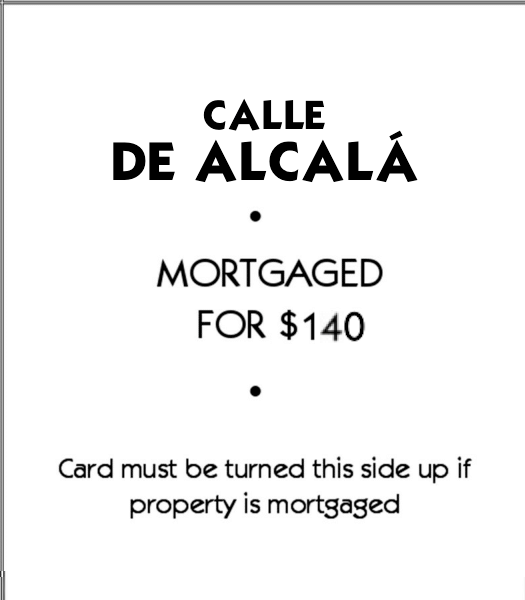 CALLE
DE ALCALÁ
•
MORTGAGED
FOR $140
•
Card must be turned this side up if
property is mortgaged